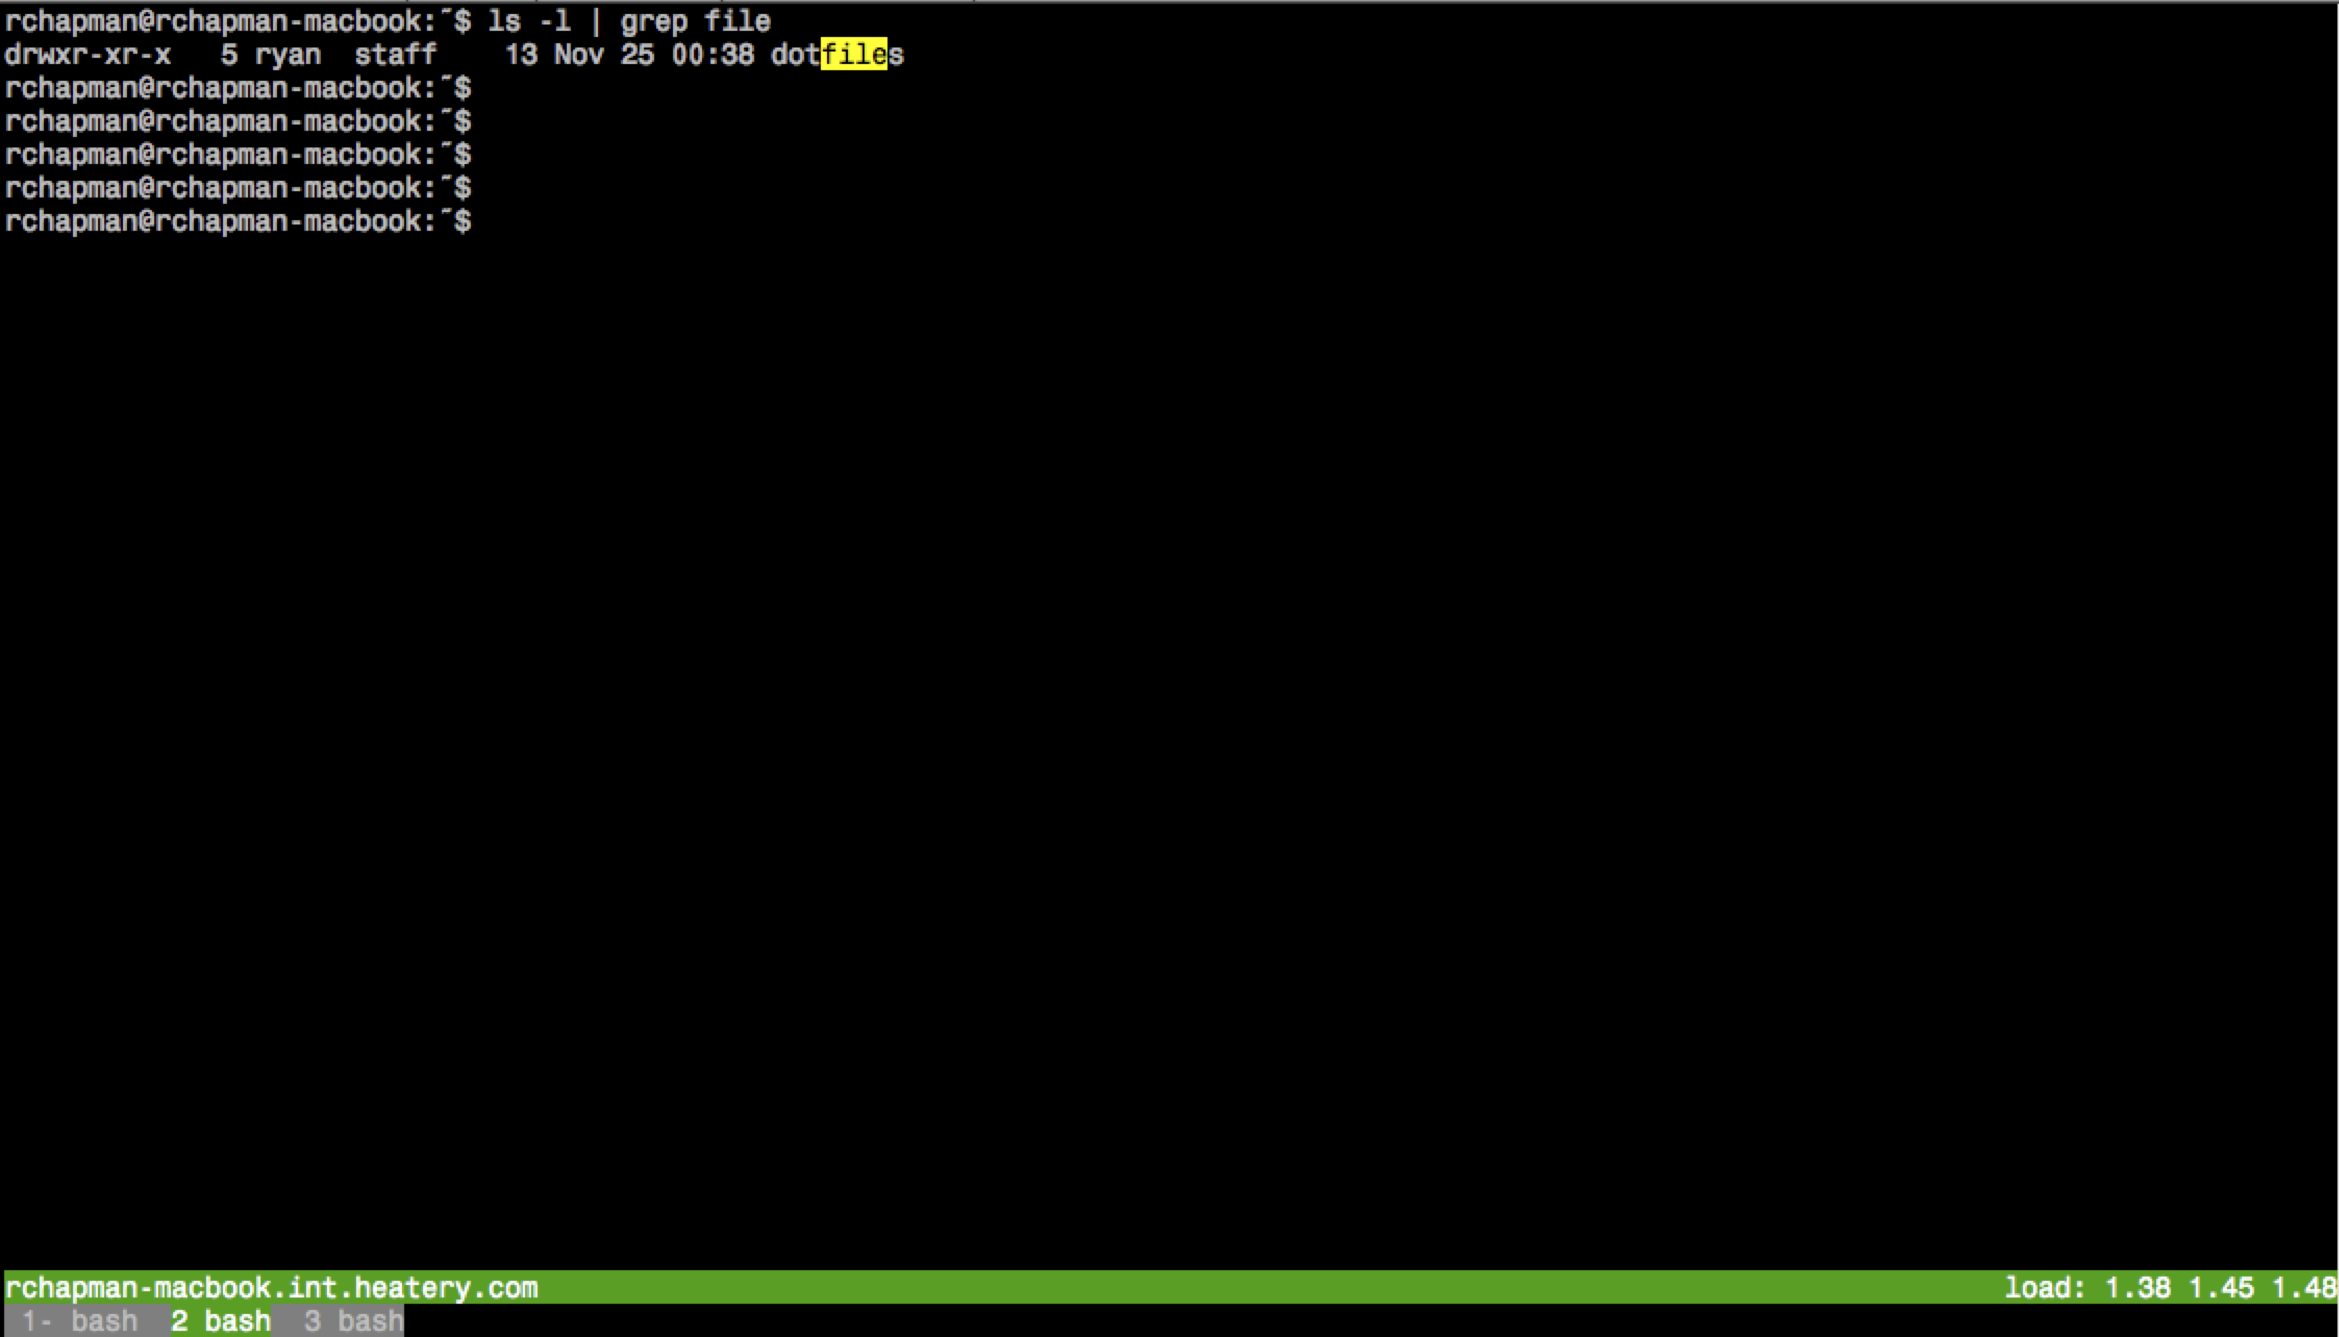 rchapman@rchapman-macbook:~$ ls -l | grep file
drwxr-xr-x   5 ryan  staff    13 Nov 25 00:38 dotfiles
rchapman@rchapman-macbook:~$
rchapman@rchapman-macbook:~$
rchapman@rchapman-macbook:~$
rchapman@rchapman-macbook:~$
rchapman@rchapman-macbook:~$
rchapman-macbook.int.heatery.com load: 1.38 1.45 1.48
1- bash  2 bash  3 bash